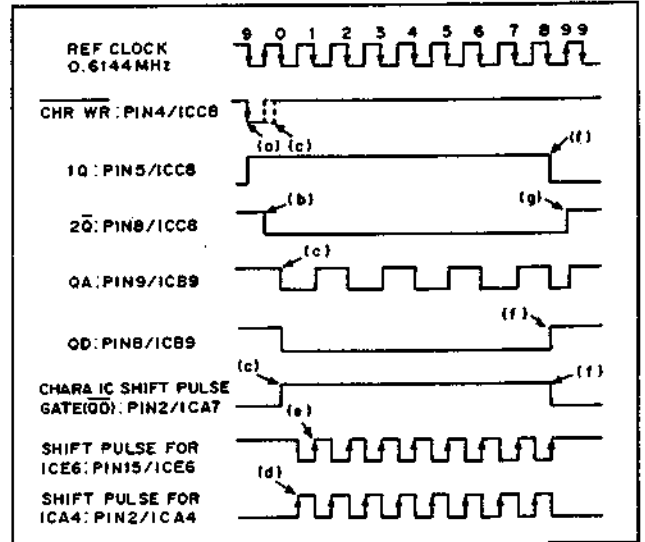 9 0 1 2 3 4 5 6 7 8 9 9
REF CLOCK
0.6144MHz
CHR WR: PIN4/ICC8
(a) (c)
(f)
1Q: PIN5/ICC8
(b)
(g)
2Q: PIN8/ICC8
(c)
QA: PIN9/ICB9
(f)
QD: PIN8/ICB9
(c)
(f)
CHARA IC SHIFT PULSE
GATE(QD): PIN2/ICA7
(e)
SHIFT PULSE FOR
ICE6: PIN15/ICE6
(d)
SHIFT PULSE FOR
ICA4: PIN2/ICA4